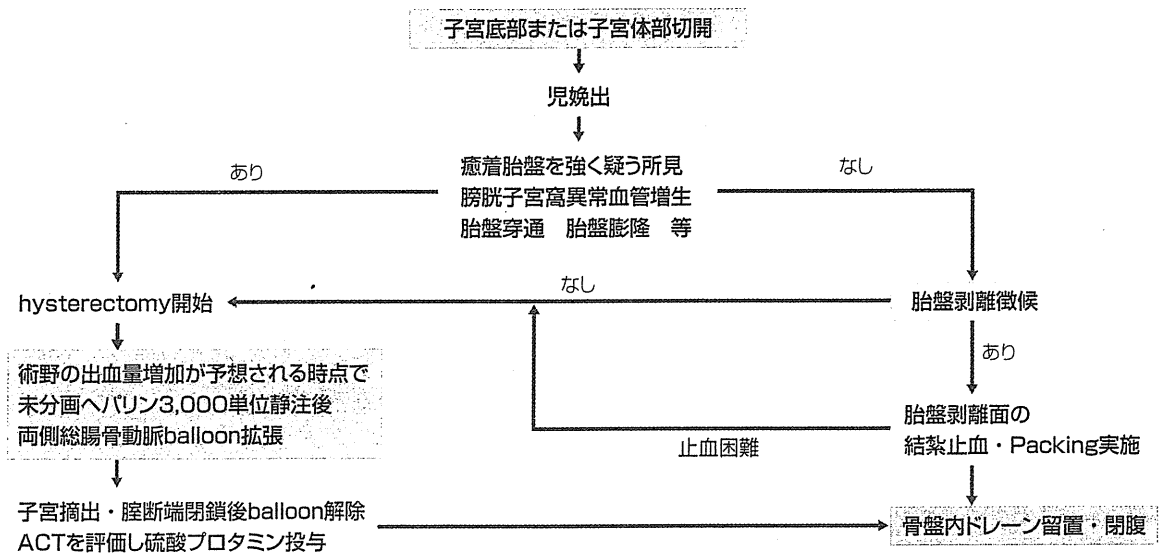 子宮底部または子宮体部切開
児娩出
癒着胎盤を強く疑う所見
膀胱子宮窩異常血管増生
胎盤穿通 胎盤膨隆 等
あり
なし
hysterectomy開始
なし
胎盤剥離徴候
あり
術野の出血量増加が予想される時点で
未分画ヘパリン3,000単位静注後
両側総腸骨動脈balloon拡張
胎盤剥離面の
結紮止血・Packing実施
止血困難
子宮摘出・腟断端閉鎖後balloon解除
ACTを評価し硫酸プロタミン投与
骨盤内ドレーン留置・閉腹